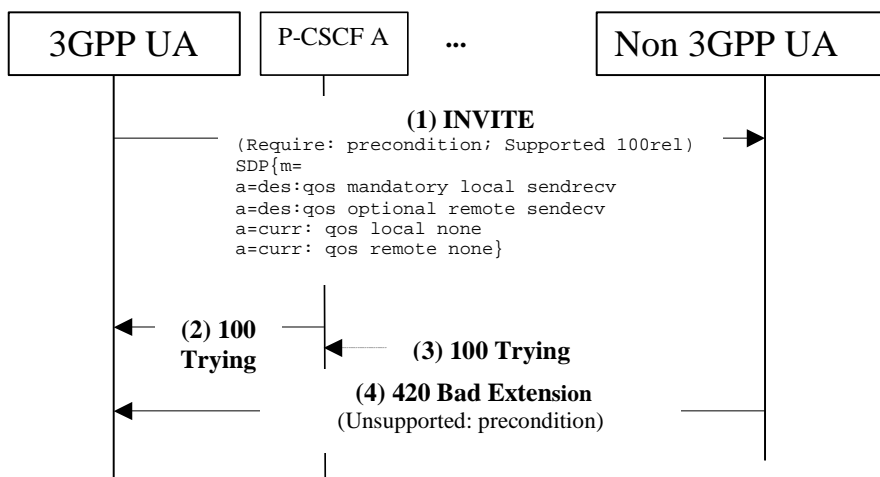 3GPP UA
P-CSCF A
...
Non 3GPP UA
(1) INVITE
(Require: precondition; Supported 100rel)
SDP{m=
a=des:qos mandatory local sendrecv
a=des:qos optional remote sendecv
a=curr: qos local none
a=curr: qos remote none}
(2) 100
Trying
(3) 100 Trying
(4) 420 Bad Extension
(Unsupported: precondition)